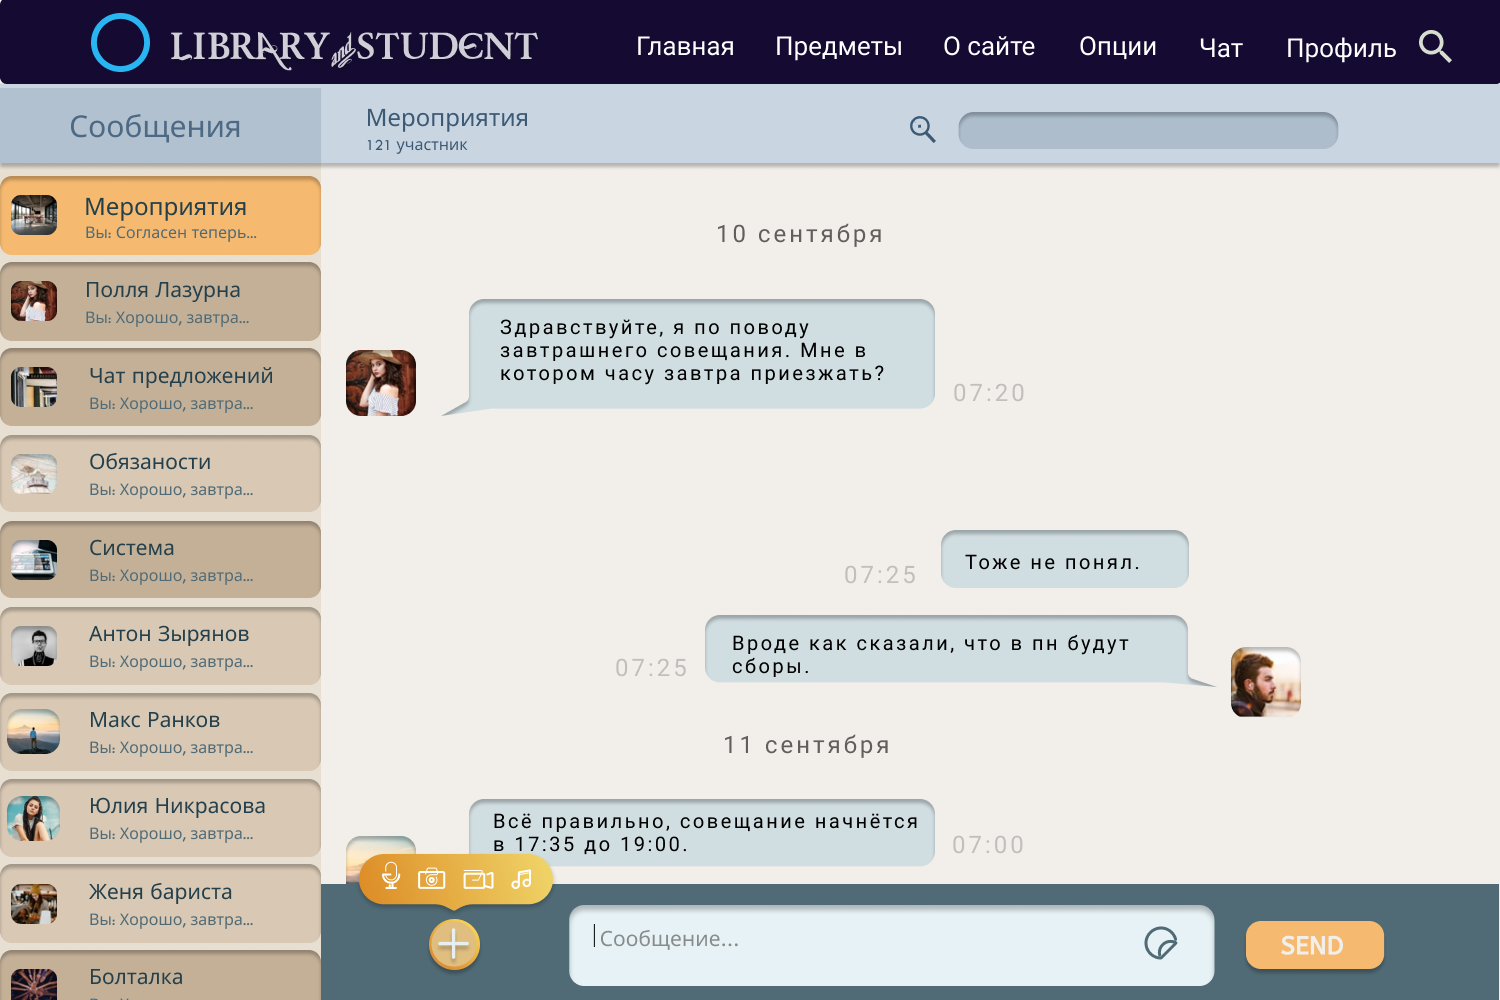 LIBRARY and STUDENT
Главная Предметы О сайте Опции Чат Профиль
Сообщения
Мероприятия
121 участник
Мероприятия
Вы: Согласен теперь...
Полля Лазурна
Вы: Хорошо, завтра...
Чат предложений
Вы: Хорошо, завтра...
Обязаности
Вы: Хорошо, завтра...
Система
Вы: Хорошо, завтра...
Антон Зырянов
Вы: Хорошо, завтра...
Макс Ранков
Вы: Хорошо, завтра...
Юлия Никрасова
Вы: Хорошо, завтра...
Женя бариста
Вы: Хорошо, завтра...
Болталка
10 сентября
Здравствуйте, я по поводу
завтрашнего совещания. Мне в
котором часу завтра приезжать?
07:20
Тоже не понял.
07:25
Вроде как сказали, что в пн будут
сборы.
07:25
11 сентября
Всё правильно, совещание начнётся
в 17:35 до 19:00.
07:00
Сообщение...
SEND